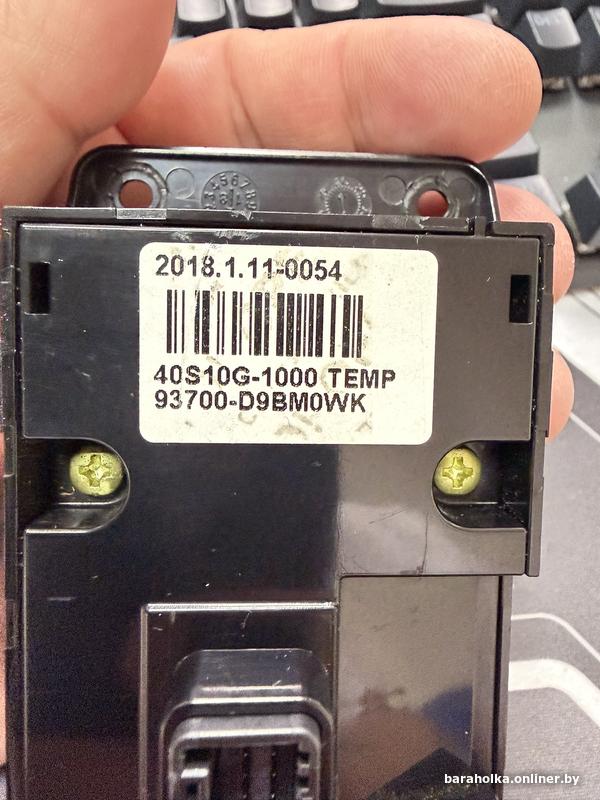 2018.1.11-0054
40S10G-1000 TEMP
93700-D9BM0WK
baraholka.onliner.by